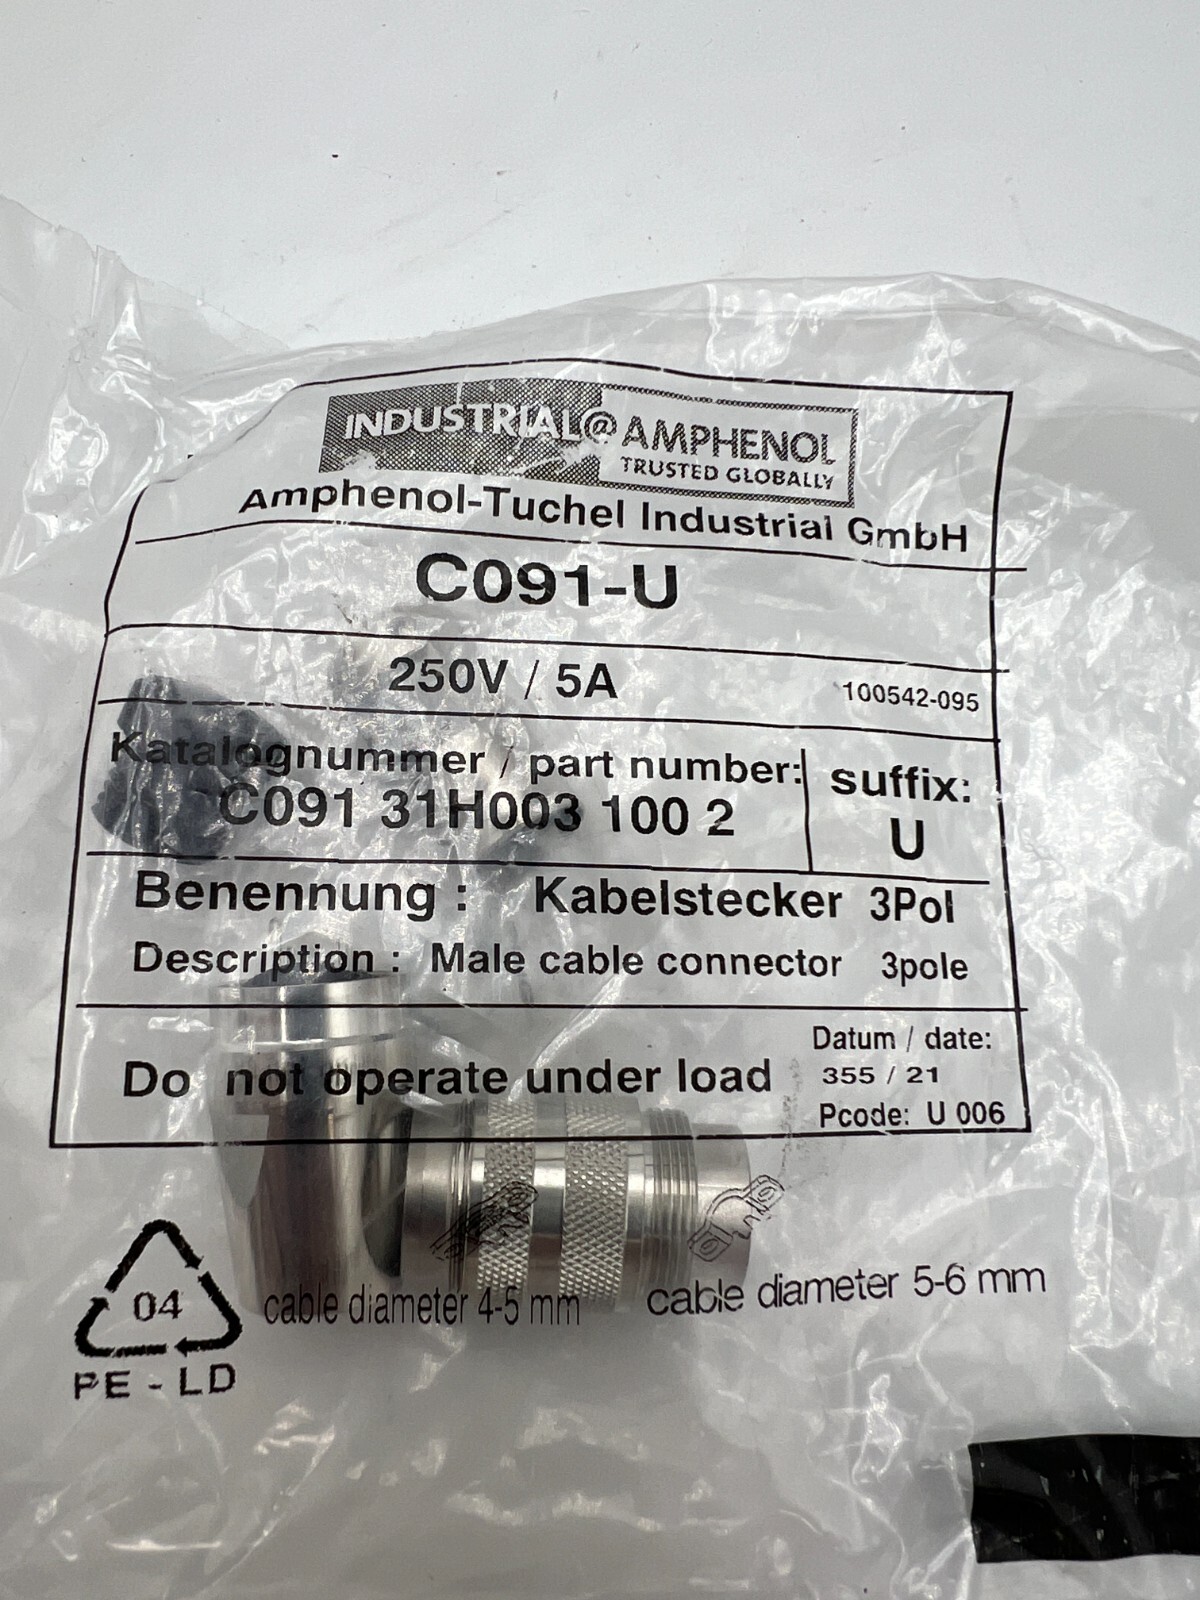 INDUSTRIAL@AMPHENOL
TRUSTED GLOBALLY
Amphenol-Tuchel Industrial GmbH
C091-U
250V / 5A 100542-095
Katalognummer / part number: suffix:
C091 31H003 100 2 U
Benennung : Kabelstecker 3Pol
Description : Male cable connector 3pole
Do not operate under load
Datum / date:
355 / 21
Pcode: U 006
04
PE - LD
cable diameter 4-5 mm
cable diameter 5-6 mm